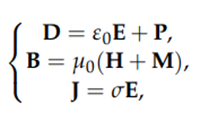 D = ε₀E + P,
B = μ₀(H + M),
J = σE,